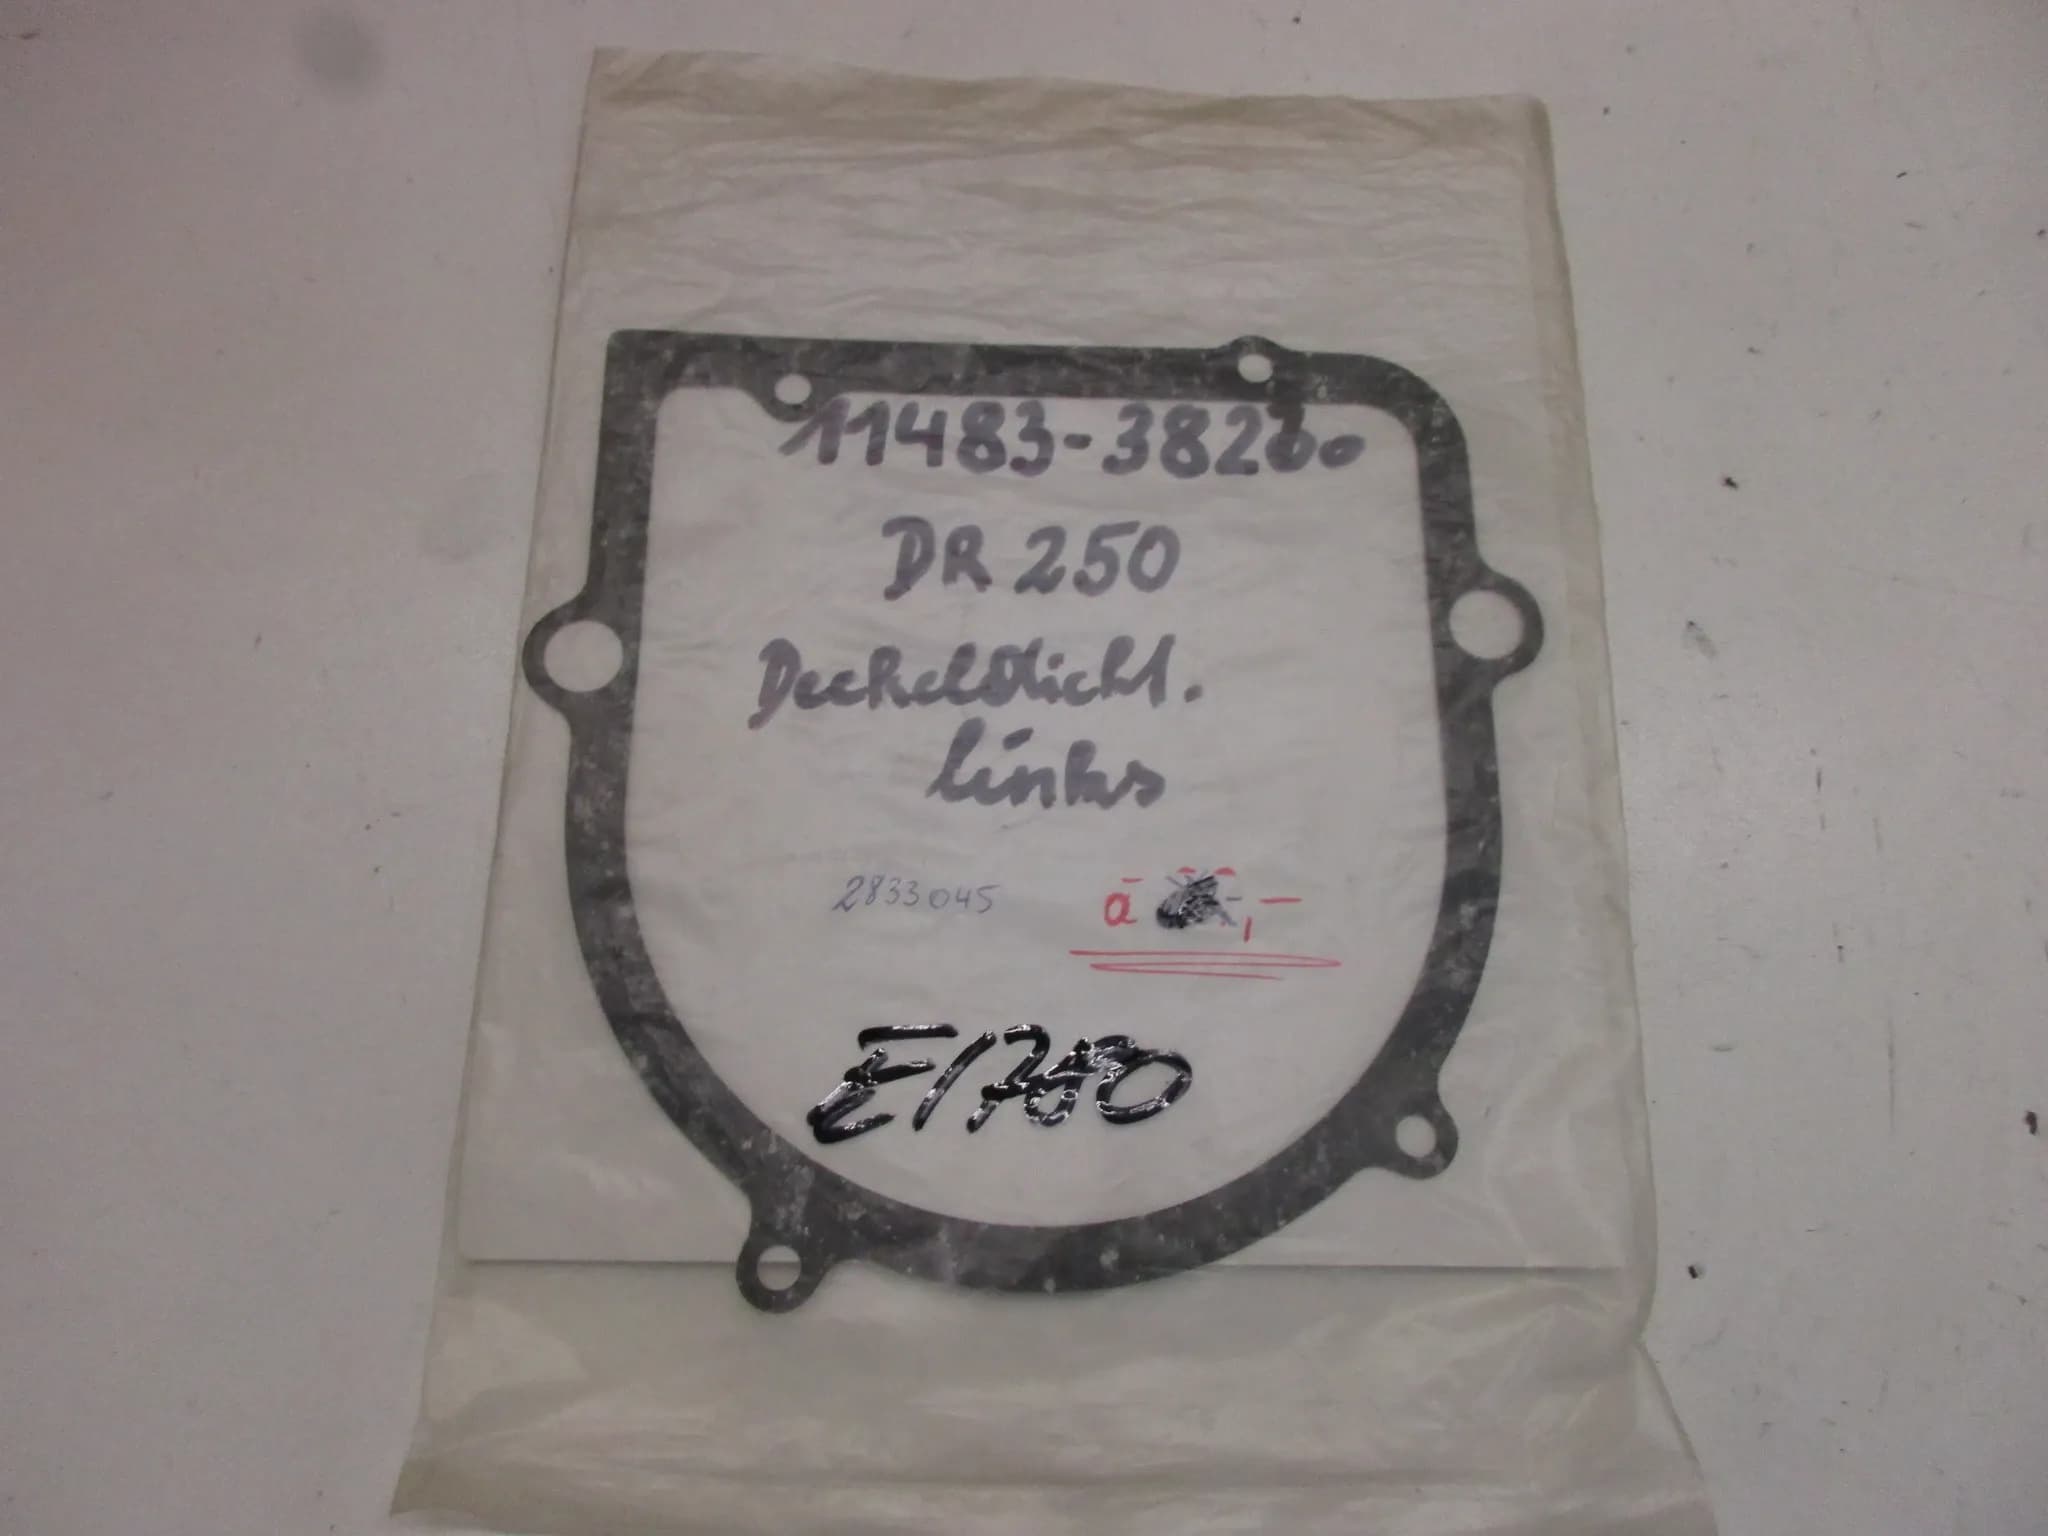 11483-38200
DR 250
Deckeldicht.
links
2833045
à ,-
E1780